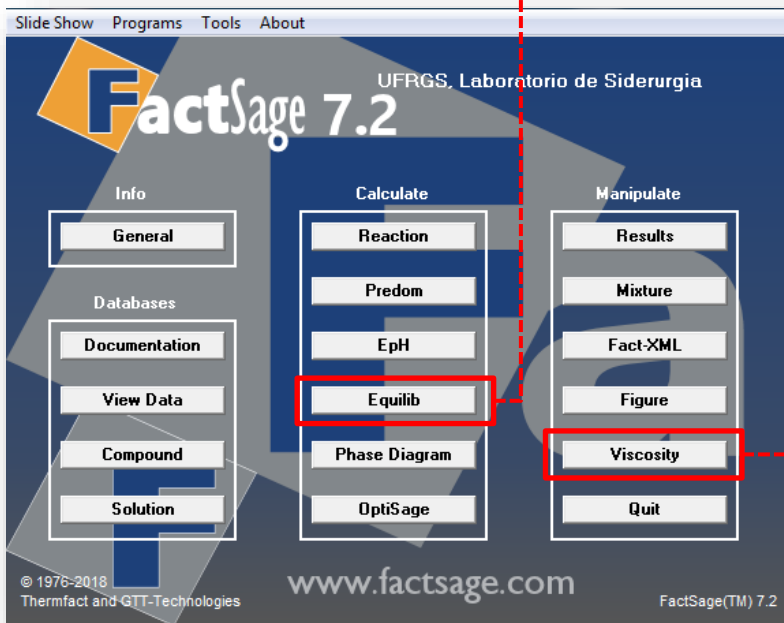 Slide Show Programs Tools About
UFRGS, Laboratorio de Siderurgia
FactSage 7.2
Info
General
Databases
Documentation
View Data
Compound
Solution
Calculate
Reaction
Predom
EpH
Equilib
Phase Diagram
OptiSage
Manipulate
Results
Mixture
Fact-XML
Figure
Viscosity
Quit
© 1976-2018
Thermfact and GTT-Technologies
www.factsage.com
FactSage(TM) 7.2